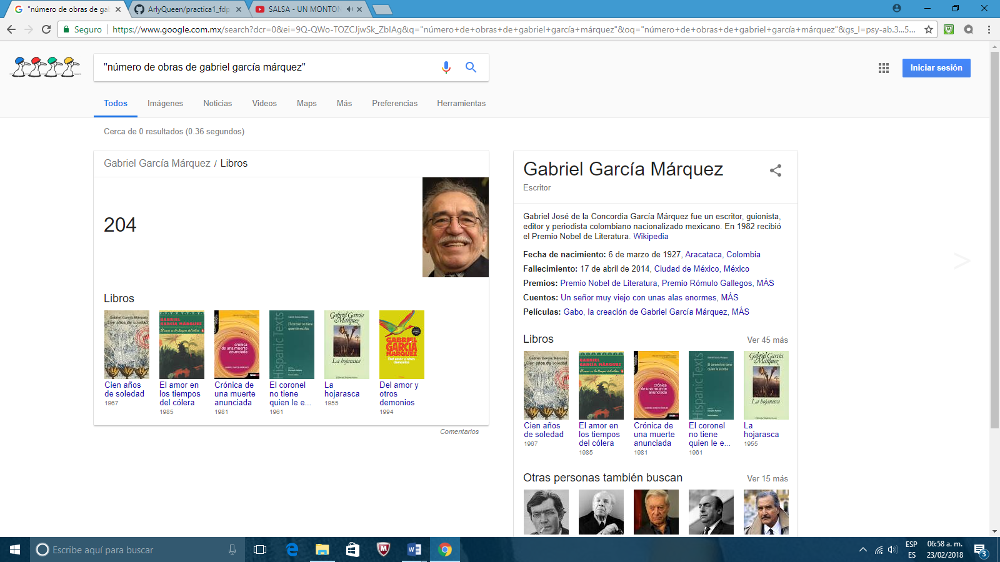 "número de obras de gal
ArlyQueen/practica1_fdp
SALSA - UN MONTON
Seguro
https://www.google.com.mx/search?dcr=0&ei=9Q-QWo-TOZCJjwSk_ZbIAg&q="número+de+obras+de+gabriel+garcía+márquez"&oq="número+de+obras+de+gabriel+garcía+márquez"&gs_l=psy-ab.3...5...
"número de obras de gabriel garcía márquez"
Iniciar sesión
Todos Imágenes Noticias Videos Maps Más Preferencias Herramientas
Cerca de 0 resultados (0.36 segundos)
Gabriel García Márquez / Libros
204
Libros
Cien años
de soledad
1967
El amor en
los tiempos
del cólera
1985
Crónica de
una muerte
anunciada
1981
El coronel
no tiene
quien le e...
1961
La
hojarasca
1955
Del amor y
otros
demonios
1994
Comentarios
Gabriel García Márquez
Escritor
Gabriel José de la Concordia García Márquez fue un escritor, guionista,
editor y periodista colombiano nacionalizado mexicano. En 1982 recibió
el Premio Nobel de Literatura. Wikipedia
Fecha de nacimiento: 6 de marzo de 1927, Aracataca, Colombia
Fallecimiento: 17 de abril de 2014, Ciudad de México, México
Premios: Premio Nobel de Literatura, Premio Rómulo Gallegos, MÁS
Cuentos: Un señor muy viejo con unas alas enormes, MÁS
Películas: Gabo, la creación de Gabriel García Márquez, MÁS
Libros
Ver 45 más
Cien años
de soledad
1967
El amor en
los tiempos
del cólera
1985
Crónica de
una muerte
anunciada
1981
El coronel
no tiene
quien le e...
1961
La
hojarasca
1955
Otras personas también buscan
Ver 15 más
Escribe aquí para buscar
ESP
ES
06:58 a. m.
23/02/2018
3